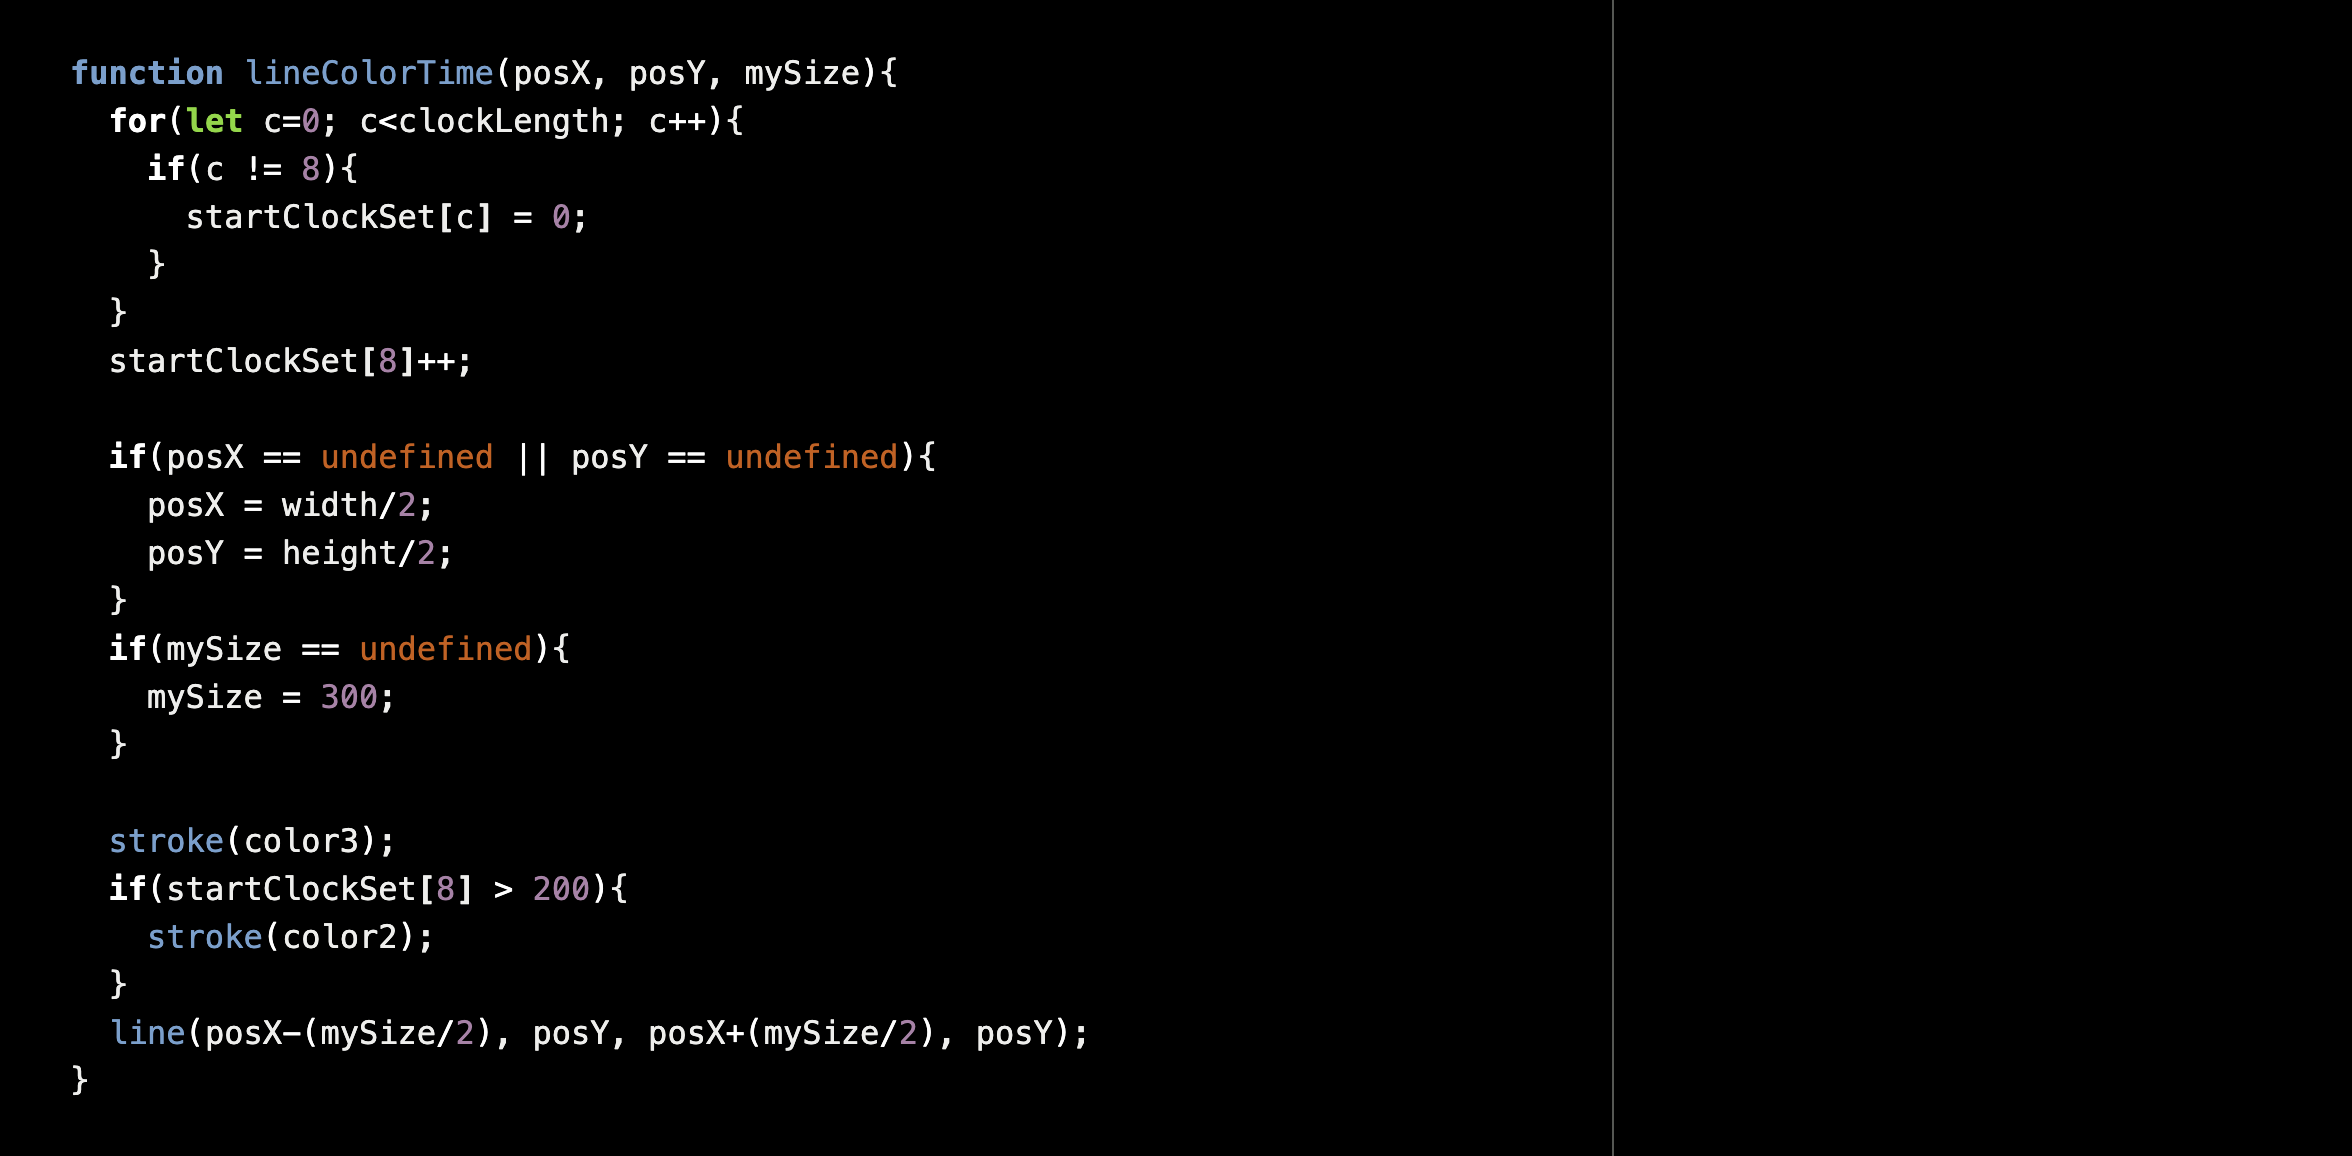 function lineColorTime(posX, posY, mySize){
  for(let c=0; c<clockLength; c++){
    if(c != 8){
      startClockSet[c] = 0;
    }
  }
  startClockSet[8]++;

  if(posX == undefined || posY == undefined){
    posX = width/2;
    posY = height/2;
  }
  if(mySize == undefined){
    mySize = 300;
  }

  stroke(color3);
  if(startClockSet[8] > 200){
    stroke(color2);
  }
  line(posX-(mySize/2), posY, posX+(mySize/2), posY);
}